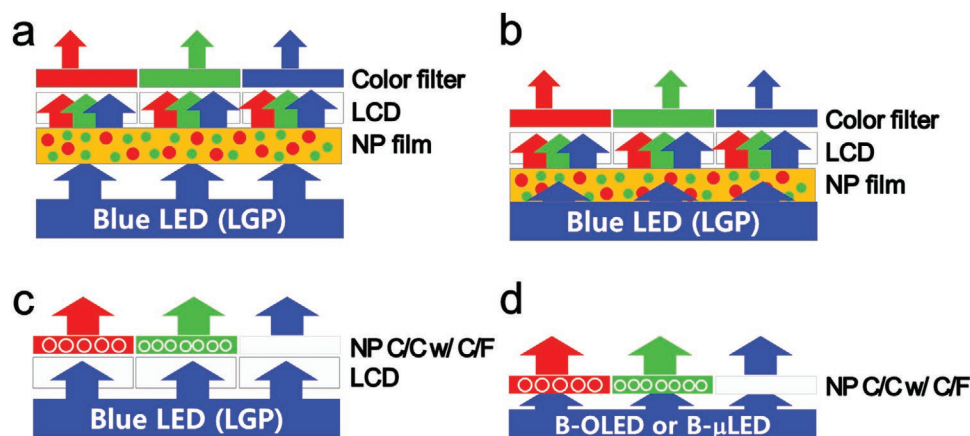 a
Color filter
LCD
NP film
Blue LED (LGP)
b
Color filter
LCD
NP film
Blue LED (LGP)
c
NP C/C w/ C/F
LCD
Blue LED (LGP)
d
NP C/C w/ C/F
B-OLED or B-μLED